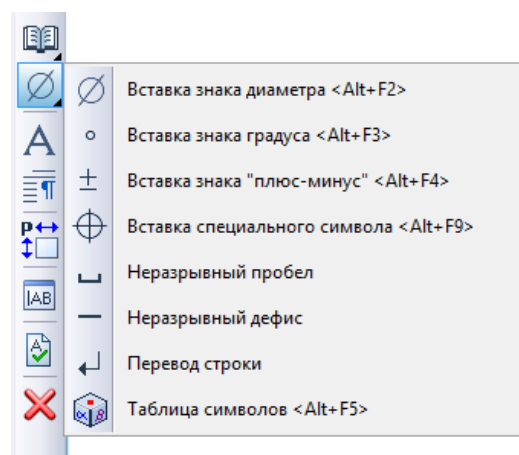 Вставка знака диаметра <Alt+F2>
A
Вставка знака градуса <Alt+F3>
Вставка знака "плюс-минус" <Alt+F4>
P
Вставка специального символа <Alt+F9>
Неразрывный пробел
|AB|
Неразрывный дефис
A
Перевод строки
Таблица символов <Alt+F5>